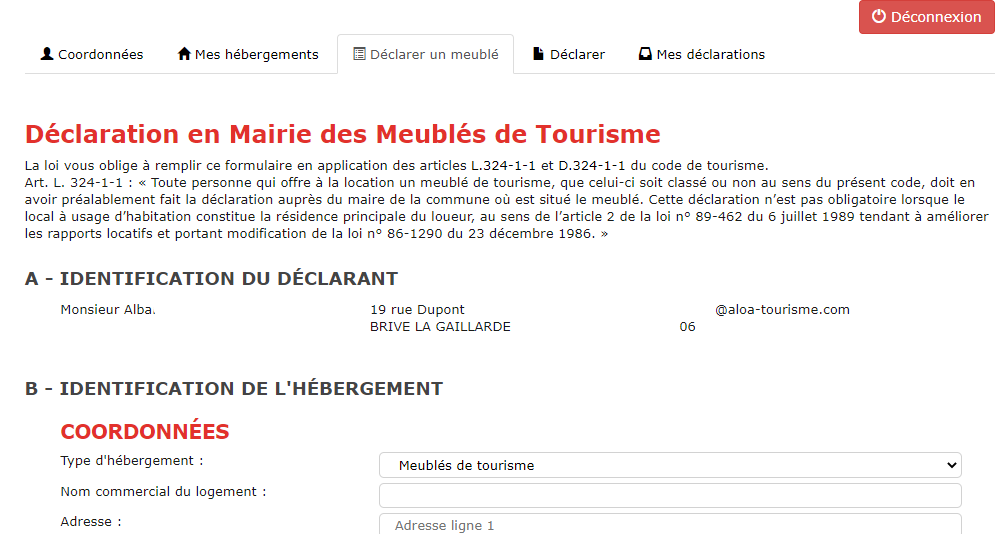 Déconnexion
Coordonnées Mes hébergements Déclarer un meublé Déclarer Mes déclarations
Déclaration en Mairie des Meublés de Tourisme
La loi vous oblige à remplir ce formulaire en application des articles L.324-1-1 et D.324-1-1 du code de tourisme.
Art. L. 324-1-1 : « Toute personne qui offre à la location un meublé de tourisme, que celui-ci soit classé ou non au sens du présent code, doit en
avoir préalablement fait la déclaration auprès du maire de la commune où est situé le meublé. Cette déclaration n’est pas obligatoire lorsque le
local à usage d’habitation constitue la résidence principale du loueur, au sens de l’article 2 de la loi n° 89-462 du 6 juillet 1989 tendant à améliorer
les rapports locatifs et portant modification de la loi n° 86-1290 du 23 décembre 1986. »
A - IDENTIFICATION DU DÉCLARANT
Monsieur Alba. 19 rue Dupont @aloa-tourisme.com
BRIVE LA GAILLARDE 06
B - IDENTIFICATION DE L'HÉBERGEMENT
COORDONNÉES
Type d'hébergement : Meublés de tourisme
Nom commercial du logement :
Adresse : Adresse ligne 1